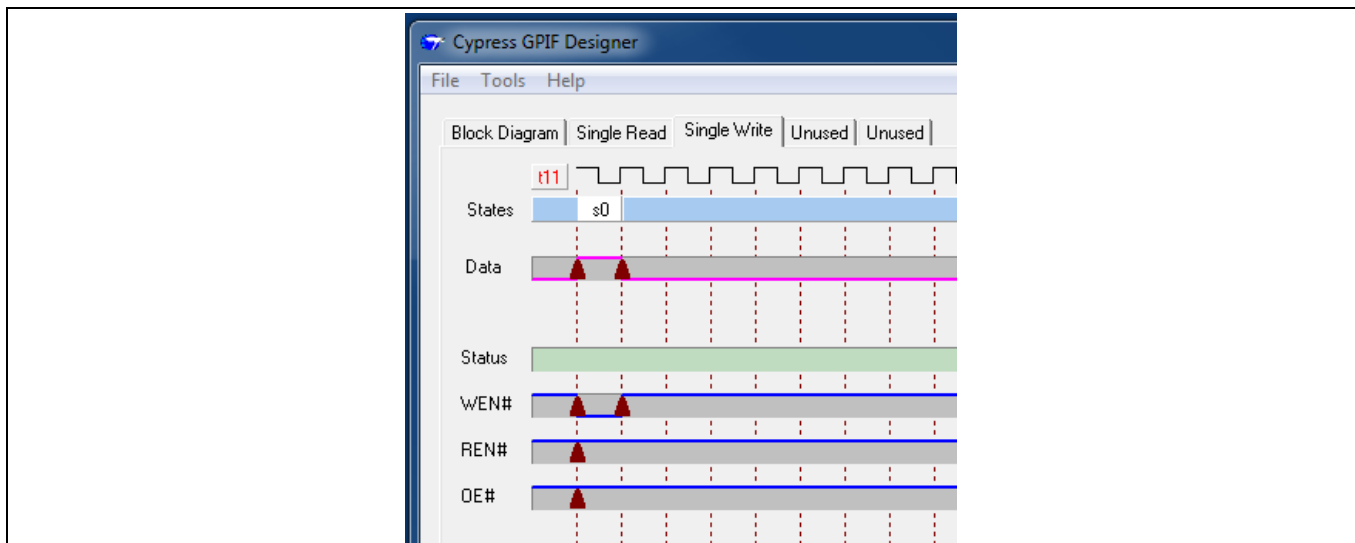 Cypress GPIF Designer
File Tools Help
Block Diagram Single Read Single Write Unused Unused
t11
States s0
Data
Status
WEN#
REN#
OE#